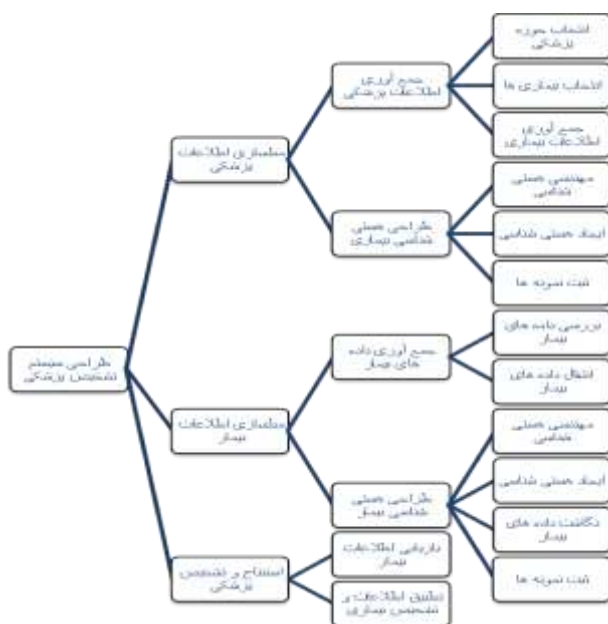 طراحی سیستم
تشخیص پزشکی
مدلسازی اطلاعات
پزشکی
جمع آوری
اطلاعات پزشکی
انتخاب حوزه
پزشکی
انتخاب بیماری ها
جمع آوری
اطلاعات بیماری
طراحی هستی
شناسی بیماری
مهندسی هستی
شناسی
ایجاد هستی شناسی
ثبت نمونه ها
مدلسازی اطلاعات
بیمار
جمع آوری داده
های بیمار
بررسی داده های
بیمار
انتقال داده های
بیمار
طراحی هستی
شناسی بیمار
مهندسی هستی
شناسی
ایجاد هستی شناسی
نگاشت داده های
بیمار
ثبت نمونه ها
استنتاج و تشخیص
پزشکی
بازیابی اطلاعات
بیمار
تطبیق اطلاعات و
تشخیص بیماری